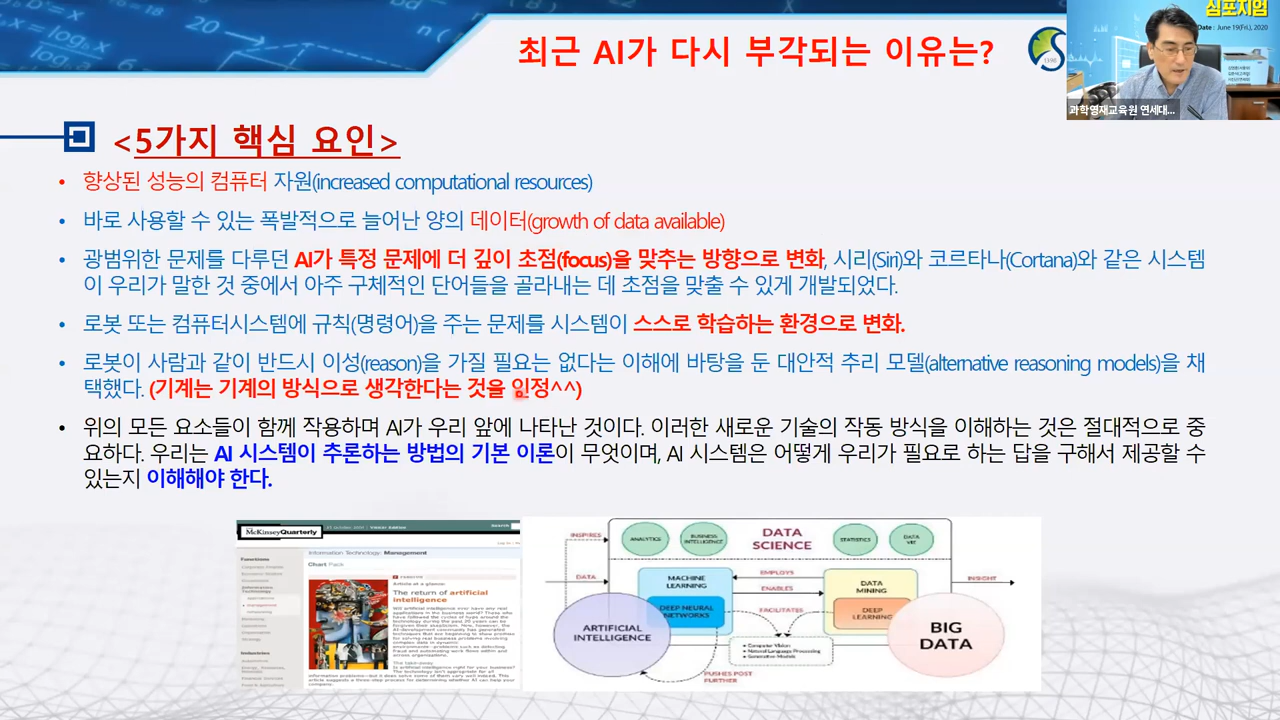 최근 AI가 다시 부각되는 이유는?
심포지엄
Date : June 19(Fri.), 2020
과학영재교육원 연세대...
<5가지 핵심 요인>
• 향상된 성능의 컴퓨터 자원(increased computational resources)
• 바로 사용할 수 있는 폭발적으로 늘어난 양의 데이터(growth of data available)
• 광범위한 문제를 다루던 AI가 특정 문제에 더 깊이 초점(focus)을 맞추는 방향으로 변화, 시리(Siri)와 코르타나(Cortana)와 같은 시스템
이 우리가 말한 것 중에서 아주 구체적인 단어들을 골라내는 데 초점을 맞출 수 있게 개발되었다.
• 로봇 또는 컴퓨터시스템에 규칙(명령어)을 주는 문제를 시스템이 스스로 학습하는 환경으로 변화.
• 로봇이 사람과 같이 반드시 이성(reason)을 가질 필요는 없다는 이해에 바탕을 둔 대안적 추리 모델(alternative reasoning models)을 채
택했다. (기계는 기계의 방식으로 생각한다는 것을 인정^^)
• 위의 모든 요소들이 함께 작용하며 AI가 우리 앞에 나타난 것이다. 이러한 새로운 기술의 작동 방식을 이해하는 것은 절대적으로 중
요하다. 우리는 AI 시스템이 추론하는 방법의 기본 이론이 무엇이며, AI 시스템은 어떻게 우리가 필요로 하는 답을 구해서 제공할 수
있는지 이해해야 한다.
McKinseyQuarterly
Search
Functions
Information Technology: Management
Chart Pack
Article at a glance:
The return of artificial
intelligence
The take-away
Industries
INSPIRES
ANALYTICS
BUSINESS
INTELLIGENCE
DATA
SCIENCE
STATISTICS
DATA
DATA
MACHINE
LEARNING
EMPLOYS
ENABLES
DATA
MINING
INSIGHT
DEEP NEURAL
NETWORKS
FACILITATES
DEEP
LEARNING
ARTIFICIAL
INTELLIGENCE
• Computer Vision
• Natural Language Processing
• Generative Models
BIG
DATA
PUSHES POST
FURTHER